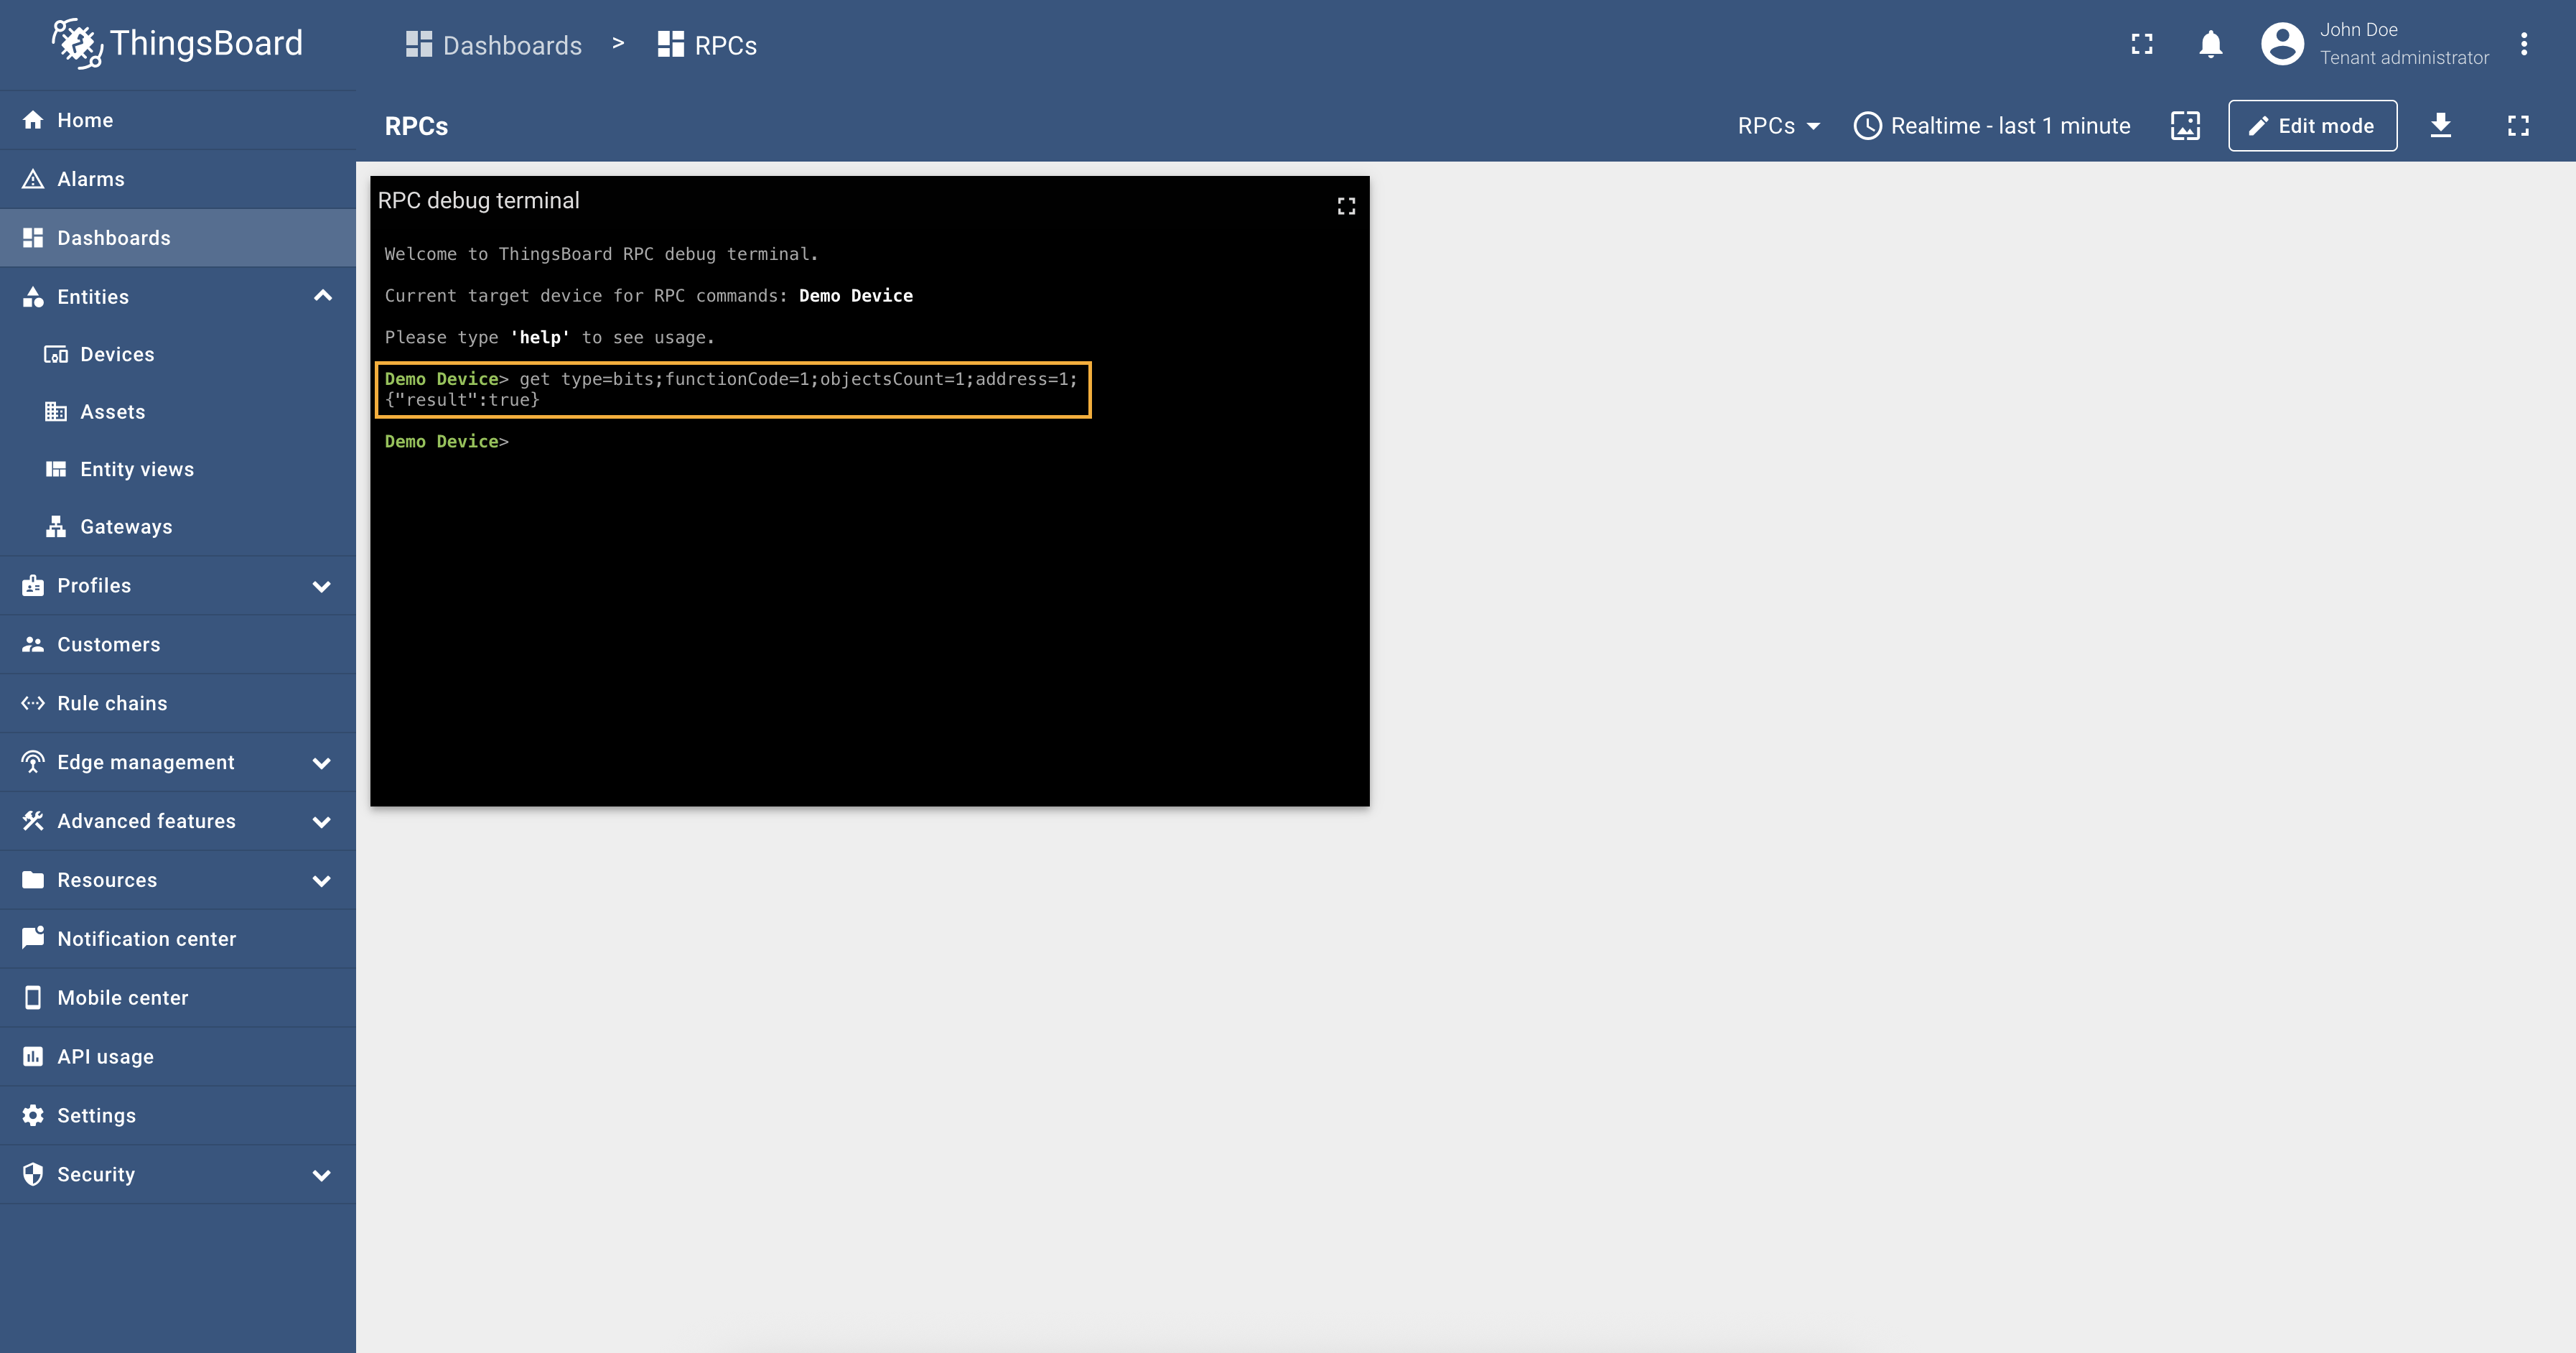 ThingsBoard
Dashboards > RPCs
John Doe
Tenant administrator
Home
Alarms
Dashboards
Entities
Devices
Assets
Entity views
Gateways
Profiles
Customers
Rule chains
Edge management
Advanced features
Resources
Notification center
Mobile center
API usage
Settings
Security
RPCs
RPCs
Realtime - last 1 minute
Edit mode
RPC debug terminal
Welcome to ThingsBoard RPC debug terminal.
Current target device for RPC commands: Demo Device
Please type 'help' to see usage.
Demo Device> get type=bits;functionCode=1;objectsCount=1;address=1;
{"result":true}
Demo Device>